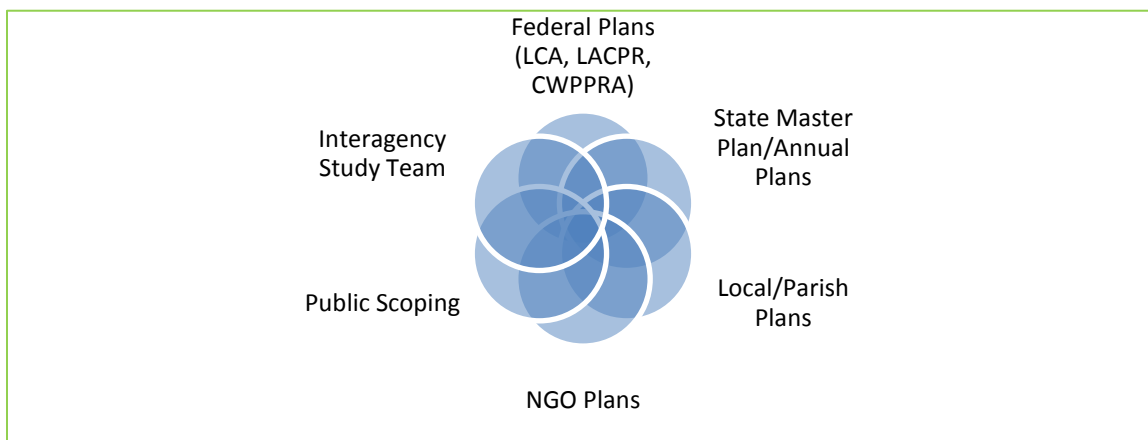 Federal Plans
(LCA, LACPR,
CWPPRA)
State Master
Plan/Annual
Plans
Interagency
Study Team
Local/Parish
Plans
Public Scoping
NGO Plans